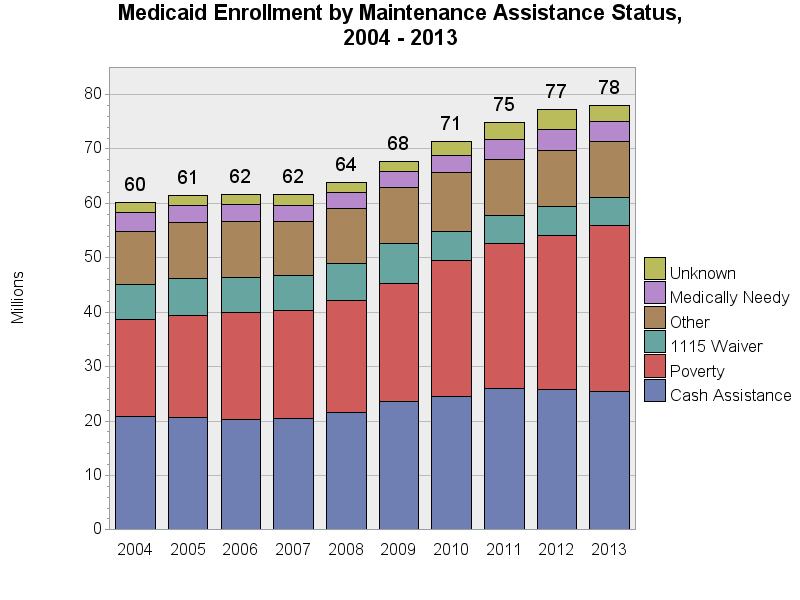 Medicaid Enrollment by Maintenance Assistance Status,
2004 - 2013
Millions
80
70
60
50
40
30
20
10
0
60
61
62
62
64
68
71
75
77
78
2004 2005 2006 2007 2008 2009 2010 2011 2012 2013
Unknown
Medically Needy
Other
1115 Waiver
Poverty
Cash Assistance